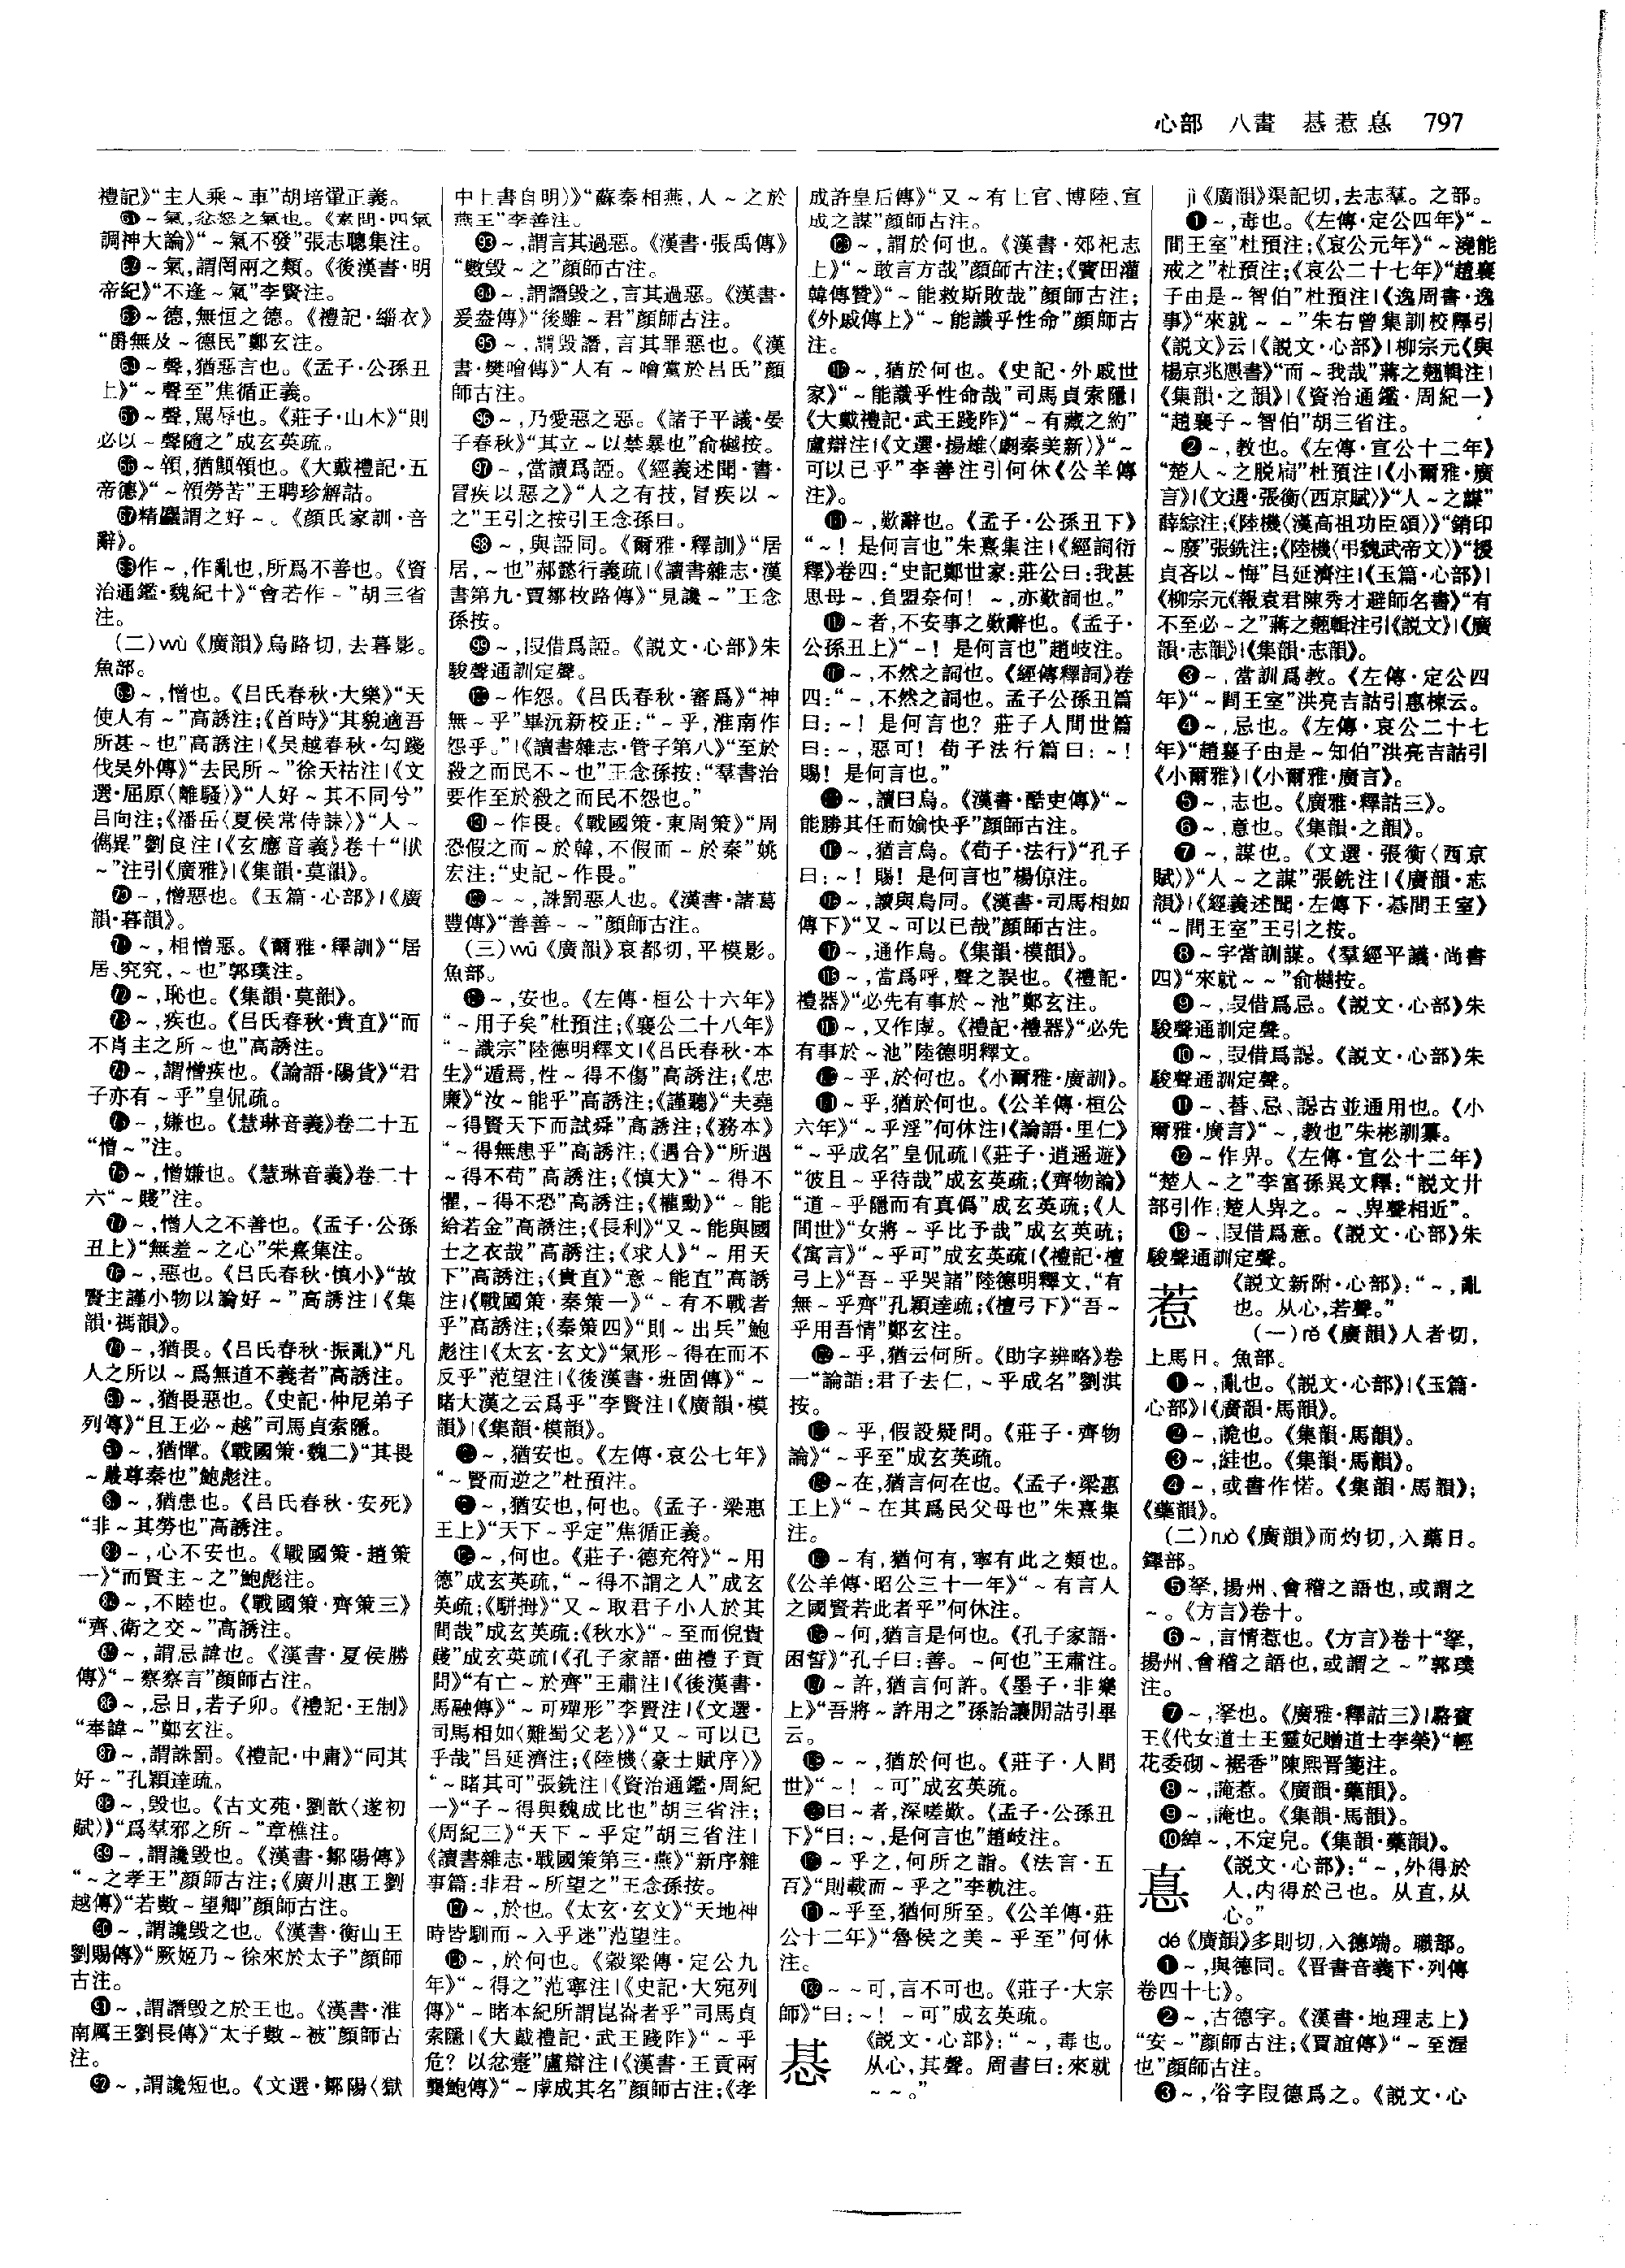 心部　八畫　惎惹悳　797
禮記》“主人乘～車”胡培翬正義。
～氣,忿怒之氣也。《素問·四氣
調神大論》“～氣不發”張志聰集注。
～氣,謂罔兩之類。《後漢書·明
帝紀》“不逢～氣”李賢注。
～德,無恆之德。《禮記·緇衣》
“爵無及～德民”鄭玄注。
～聲,猶惡言也。《孟子·公孫丑
上》“～聲至”焦循正義。
～聲,駡辱也。《莊子·山木》“則
必以～聲隨之”成玄英疏。
～顇,猶顦顇也。《大戴禮記·五
帝德》“～顇勞苦”王聘珍解詁。
精麤謂之好～。《顏氏家訓·音
辭》。
作～,作亂也,所爲不善也。《資
治通鑑·魏紀十》“會若作～”胡三省
注。
(二)wù《廣韻》烏路切,去暮影。
魚部。
～,憎也。《吕氏春秋·大樂》“天
使人有～”高誘注;《首時》“其貌適吾
所甚～也”高誘注|《吴越春秋·勾踐
伐吴外傳》“去民所～”徐天祜注|《文
選·屈原〈離騷〉》“人好～其不同兮”
吕向注;《潘岳〈夏侯常侍誄〉》“人～
儁異”劉良注|《玄應音義》卷十“猒
～”注引《廣雅》|《集韻·莫韻》。
～,憎惡也。《玉篇·心部》|《廣
韻·暮韻》。
～,相憎惡。《爾雅·釋訓》“居
居、究究,～也”郭璞注。
～,恥也。《集韻·莫韻》。
～,疾也。《吕氏春秋·貴直》“而
不肖主之所～也”高誘注。
～,謂憎疾也。《論語·陽貨》“君
子亦有～乎”皇侃疏。
～,嫌也。《慧琳音義》卷二十五
“憎～”注。
～,憎嫌也。《慧琳音義》卷二十
六“～賤”注。
～,憎人之不善也。《孟子·公孫
丑上》“無羞～之心”朱熹集注。
～,惡也。《吕氏春秋·慎小》“故
賢主謹小物以論好～”高誘注|《集
韻·禡韻》。
～,猶畏。《吕氏春秋·振亂》“凡
人之所以～爲無道不義者”高誘注。
～,猶畏惡也。《史記·仲尼弟子
列傳》“且王必～越”司馬貞索隱。
～,猶憚。《戰國策·魏二》“其畏
～嚴尊秦也”鮑彪注。
～,猶患也。《吕氏春秋·安死》
“非～其勞也”高誘注。
～,心不安也。《戰國策·趙策
一》“而賢主～之”鮑彪注。
～,不睦也。《戰國策·齊策三》
“齊、衛之交～”高誘注。
～,謂忌諱也。《漢書·夏侯勝
傳》“～察察言”顏師古注。
～,忌日,若子卯。《禮記·王制》
“奉諱～”鄭玄注。
～,謂誅罰。《禮記·中庸》“同其
好～”孔穎達疏。
～,毁也。《古文苑·劉歆〈遂初
賦〉》“爲羣邪之所～”章樵注。
～,謂讒毁也。《漢書·鄒陽傳》
“～之孝王”顏師古注;《廣川惠王劉
越傳》“若數～望卿”顏師古注。
～,謂讒毁之也。《漢書·衡山王
劉賜傳》“厥姬乃～徐來於太子”顏師
古注。
～,謂譖毁之於王也。《漢書·淮
南厲王劉長傳》“太子數～被”顏師古
注。
～,謂讒短也。《文選·鄒陽〈獄
中上書自明〉》“蘇秦相燕,人～之於
燕王”李善注。
～,謂言其過惡。《漢書·張禹傳》
“數毁～之”顏師古注。
～,謂譖毁之,言其過惡。《漢書·
爰盎傳》“後雖～君”顏師古注。
～,謂毁譖,言其罪惡也。《漢
書·樊噲傳》“人有～噲黨於吕氏”顏
師古注。
～,乃愛惡之惡。《諸子平議·晏
子春秋》“其立～以禁暴也”俞樾按。
～,當讀爲䛩。《經義述聞·書·
冒疾以惡之》“人之有技,冒疾以～
之”王引之按引王念孫曰。
～,與䛩同。《爾雅·釋訓》“居
居,～也”郝懿行義疏|《讀書雜志·漢
書第九·賈鄒枚路傳》“見讒～”王念
孫按。
～,叚借爲䛩。《説文·心部》朱
駿聲通訓定聲。
～作怨。《吕氏春秋·審爲》“神
無～乎”畢沅新校正:“～乎,淮南作
怨乎。”|《讀書雜志·管子第八》“至於
殺之而民不～也”王念孫按:“羣書治
要作至於殺之而民不怨也。”
～作畏。《戰國策·東周策》“周
恐假之而～於韓,不假而～於秦”姚
宏注:“史記～作畏。”
～～,誅罰惡人也。《漢書·諸葛
豐傳》“善善～～”顏師古注。
(三)wū《廣韻》哀都切,平模影。
魚部。
～,安也。《左傳·桓公十六年》
“～用子矣”杜預注;《襄公二十八年》
“～識宗”陸德明釋文|《吕氏春秋·本
生》“遁焉,性～得不傷”高誘注;《忠
廉》“汝～能乎”高誘注;《謹聽》“夫堯
～得賢天下而試舜”高誘注;《務本》
“～得無患乎”高誘注;《遇合》“所遇
～得不苟”高誘注;《慎大》“～得不
懼,～得不恐”高誘注;《權勳》“～能
給若金”高誘注;《長利》“又～能與國
士之衣哉”高誘注;《求人》“～用天
下”高誘注;《貴直》“意～能直”高誘
注|《戰國策·秦策一》“～有不戰者
乎”高誘注;《秦策四》“則～出兵”鮑
彪注|《太玄·玄文》“氣形～得在而不
反乎”范望注|《後漢書·班固傳》“～
睹大漢之云爲乎”李賢注|《廣韻·模
韻》|《集韻·模韻》。
～,猶安也。《左傳·哀公七年》
“～賢而逆之”杜預注。
～,猶安也,何也。《孟子·梁惠
王上》“天下～乎定”焦循正義。
～,何也。《莊子·德充符》“～用
德”成玄英疏,“～得不謂之人”成玄
英疏;《駢拇》“又～取君子小人於其
間哉”成玄英疏;《秋水》“～至而倪貴
賤”成玄英疏|《孔子家語·曲禮子貢
問》“有亡～於齊”王肅注|《後漢書·
馬融傳》“～可殫形”李賢注|《文選·
司馬相如〈難蜀父老〉》“又～可以已
乎哉”吕延濟注;《陸機〈豪士賦序〉》
“～睹其可”張銑注|《資治通鑑·周紀
一》“子～得與魏成比也”胡三省注;
《周紀三》“天下～乎定”胡三省注|
《讀書雜志·戰國策第三·燕》“新序雜
事篇:非君～所望之”王念孫按。
～,於也。《太玄·玄文》“天地神
時皆馴而～入乎迷”范望注。
～,於何也。《穀梁傳·定公九
年》“～得之”范寧注|《史記·大宛列
傳》“～睹本紀所謂崑崙者乎”司馬貞
索隱|《大戴禮記·武王踐阼》“～乎
危？以忿疐”盧辯注|《漢書·王貢兩
龔鮑傳》“～虖成其名”顏師古注;《孝
成許皇后傳》“又～有上官、博陸、宣
成之謀”顏師古注。
～,謂於何也。《漢書·郊祀志
上》“～敢言方哉”顏師古注;《竇田灌
韓傳贊》“～能救斯敗哉”顏師古注;
《外戚傳上》“～能識乎性命”顏師古
注。
～,猶於何也。《史記·外戚世
家》“～能識乎性命哉”司馬貞索隱|
《大戴禮記·武王踐阼》“～有藏之約”
盧辯注|《文選·揚雄〈劇秦美新〉》“～
可以已乎”李善注引何休《公羊傳
注》。
～,歎辭也。《孟子·公孫丑下》
“～！是何言也”朱熹集注|《經詞衍
釋》卷四:“史記鄭世家:莊公曰:我甚
思母～,負盟奈何！～,亦歎詞也。”
～者,不安事之歎辭也。《孟子·
公孫丑上》“～！是何言也”趙岐注。
～,不然之詞也。《經傳釋詞》卷
四:“～,不然之詞也。孟子公孫丑篇
曰:～！是何言也？莊子人間世篇
曰:～,惡可！荀子法行篇曰:～！
賜！是何言也。”
～,讀曰烏。《漢書·酷吏傳》“～
能勝其任而媮快乎”顏師古注。
～,猶言烏。《荀子·法行》“孔子
曰:～！賜！是何言也”楊倞注。
～,讀與烏同。《漢書·司馬相如
傳下》“又～可以已哉”顏師古注。
～,通作烏。《集韻·模韻》。
～,當爲呼,聲之誤也。《禮記·
禮器》“必先有事於～池”鄭玄注。
～,又作虖。《禮記·禮器》“必先
有事於～池”陸德明釋文。
～乎,於何也。《小爾雅·廣訓》。
～乎,猶於何也。《公羊傳·桓公
六年》“～乎淫”何休注|《論語·里仁》
“～乎成名”皇侃疏|《莊子·逍遥遊》
“彼且～乎待哉”成玄英疏;《齊物論》
“道～乎隱而有真僞”成玄英疏;《人
間世》“女將～乎比予哉”成玄英疏;
《寓言》“～乎可”成玄英疏|《禮記·檀
弓上》“吾～乎哭諸”陸德明釋文,“有
無～乎齊”孔穎達疏;《檀弓下》“吾～
乎用吾情”鄭玄注。
～乎,猶云何所。《助字辨略》卷
一“論語:君子去仁,～乎成名”劉淇
按。
～乎,假設疑問。《莊子·齊物
論》“～乎至”成玄英疏。
～在,猶言何在也。《孟子·梁惠
王上》“～在其爲民父母也”朱熹集
注。
～有,猶何有,寧有此之類也。
《公羊傳·昭公三十一年》“～有言人
之國賢若此者乎”何休注。
～何,猶言是何也。《孔子家語·
困誓》“孔子曰:善。～何也”王肅注。
～許,猶言何許。《墨子·非樂
上》“吾將～許用之”孫詒讓閒詁引畢
云。
～～,猶於何也。《莊子·人間
世》“～！～可”成玄英疏。
曰～者,深嗟歎。《孟子·公孫丑
下》“曰:～,是何言也”趙岐注。
～乎之,何所之詣。《法言·五
百》“則載而～乎之”李軌注。
～乎至,猶何所至。《公羊傳·莊
公十二年》“魯侯之美～乎至”何休
注。
～～可,言不可也。《莊子·大宗
師》“曰:～！～可”成玄英疏。
惎
《説文·心部》:“～,毒也。
从心,其聲。周書曰:來就
～～。”
jì《廣韻》渠記切,去志羣。之部。
❶～,毒也。《左傳·定公四年》“～
間王室”杜預注;《哀公元年》“～澆能
戒之”杜預注;《哀公二十七年》“趙襄
子由是～智伯”杜預注|《逸周書·逸
事》“來就～～”朱右曾集訓校釋引
《説文》云|《説文·心部》|柳宗元《與
楊京兆憑書》“而～我哉”蔣之翹輯注|
《集韻·之韻》|《資治通鑑·周紀一》
“趙襄子～智伯”胡三省注。
❷～,教也。《左傳·宣公十二年》
“楚人～之脱扃”杜預注|《小爾雅·廣
言》|《文選·張衡〈西京賦〉》“人～之謀”
薛綜注;《陸機〈漢高祖功臣頌〉》“銷印
～廢”張銑注;《陸機〈弔魏武帝文〉》“援
貞吝以～悔”吕延濟注|《玉篇·心部》|
《柳宗元〈報袁君陳秀才避師名書》“有
不至必～之”蔣之翹輯注引《説文》|《廣
韻·志韻》|《集韻·志韻》。
❸～,當訓爲教。《左傳·定公四
年》“～間王室”洪亮吉詁引惠棟云。
❹～,忌也。《左傳·哀公二十七
年》“趙襄子由是～知伯”洪亮吉詁引
《小爾雅》|《小爾雅·廣言》。
❺～,志也。《廣雅·釋詁三》。
❻～,意也。《集韻·之韻》。
❼～,謀也。《文選·張衡〈西京
賦〉》“人～之謀”張銑注|《廣韻·志
韻》|《經義述聞·左傳下·惎間王室》
“～間王室”王引之按。
❽～字當訓謀。《羣經平議·尚書
四》“來就～～”俞樾按。
❾～,叚借爲忌。《説文·心部》朱
駿聲通訓定聲。
❿～,叚借爲諅。《説文·心部》朱
駿聲通訓定聲。
⓫～、諅、忌、誋古並通用也。《小
爾雅·廣言》“～,教也”朱彬訓纂。
⓬～作畀。《左傳·宣公十二年》
“楚人～之”李富孫異文釋:“説文廾
部引作:楚人畀之。～、畀聲相近”。
⓭～,叚借爲意。《説文·心部》朱
駿聲通訓定聲。
惹
《説文新附·心部》:“～,亂
也。从心,若聲。”
(一)rě《廣韻》人者切,
上馬日。魚部。
❶～,亂也。《説文·心部》|《玉篇·
心部》|《廣韻·馬韻》。
❷～,詭也。《集韻·馬韻》。
❸～,絓也。《集韻·馬韻》。
❹～,或書作偌。《集韻·馬韻》;
《藥韻》。
(二)ruò《廣韻》而灼切,入藥日。
鐸部。
❺拏,揚州、會稽之語也,或謂之
～。《方言》卷十。
❻～,言情惹也。《方言》卷十“拏,
揚州、會稽之語也,或謂之～”郭璞
注。
❼～,挐也。《廣雅·釋詁三》|駱賓
王《代女道士王靈妃贈道士李榮》“輕
花委砌～裾香”陳熙晉箋注。
❽～,諵惹。《廣韻·藥韻》。
❾～,諵也。《集韻·馬韻》。
❿綽～,不定皃。《集韻·藥韻》。
悳
《説文·心部》:“～,外得於
人,内得於己也。从直,从
心。”
dé《廣韻》多則切,入德端。職部。
❶～,與德同。《晋書音義下·列傳
卷四十七》。
❷～,古德字。《漢書·地理志上》
“安～”顏師古注;《賈誼傳》“～至渥
也”顏師古注。
❸～,俗字叚德爲之。《説文·心